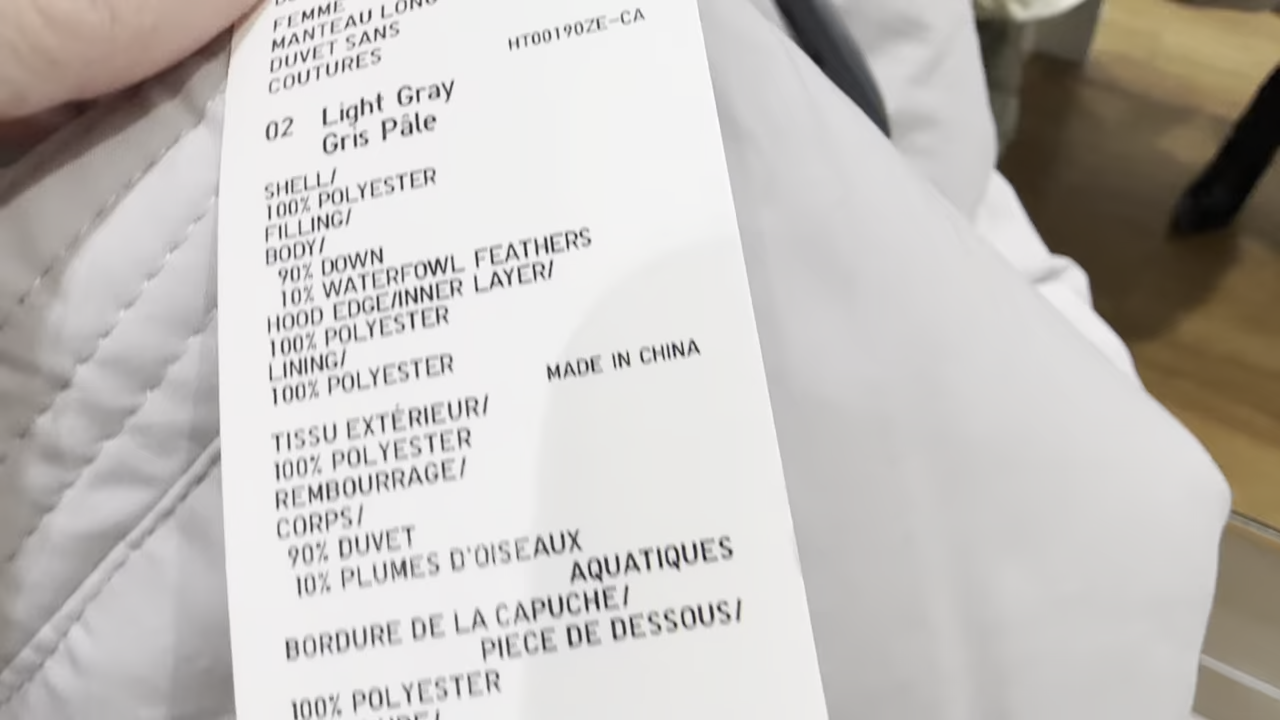 FEMME
MANTEAU LONG
DUVET SANS
COUTURES
HT00190ZE-CA
02 Light Gray
Gris Pâle
SHELL/
100% POLYESTER
FILLING/
BODY/
90% DOWN
10% WATERFOWL FEATHERS
HOOD EDGE/INNER LAYER/
100% POLYESTER
LINING/
100% POLYESTER
MADE IN CHINA
TISSU EXTÉRIEUR/
100% POLYESTER
REMBOURRAGE/
CORPS/
90% DUVET
10% PLUMES D'OISEAUX
AQUATIQUES
BORDURE DE LA CAPUCHE/
PIECE DE DESSOUS/
100% POLYESTER